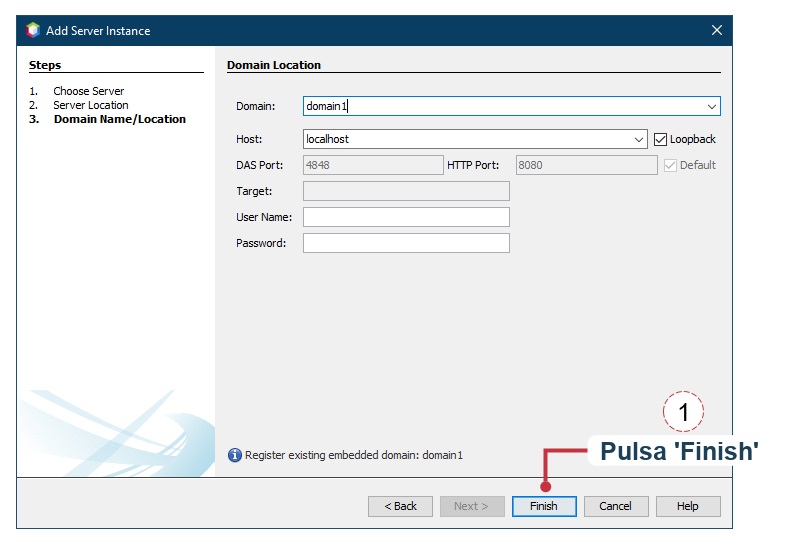 Add Server Instance
Steps
1. Choose Server
2. Server Location
3. Domain Name/Location
Domain Location
Domain: domain1
Host: localhost Loopback
DAS Port: 4848 HTTP Port: 8080 Default
Target:
User Name:
Password:
1
Register existing embedded domain: domain1
Pulsa 'Finish'
< Back Next > Finish Cancel Help